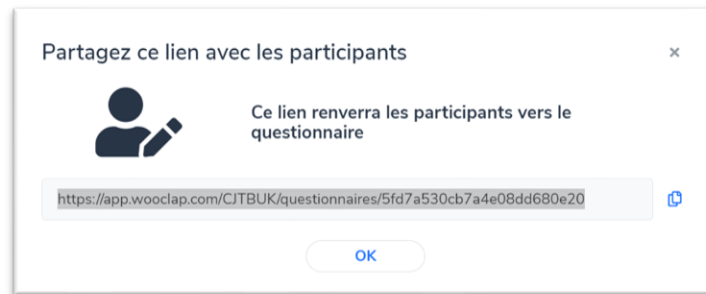 Partagez ce lien avec les participants
×
Ce lien renverra les participants vers le
questionnaire
https://app.wooclap.com/CJTBUK/questionnaires/5fd7a530cb7a4e08dd680e20
OK